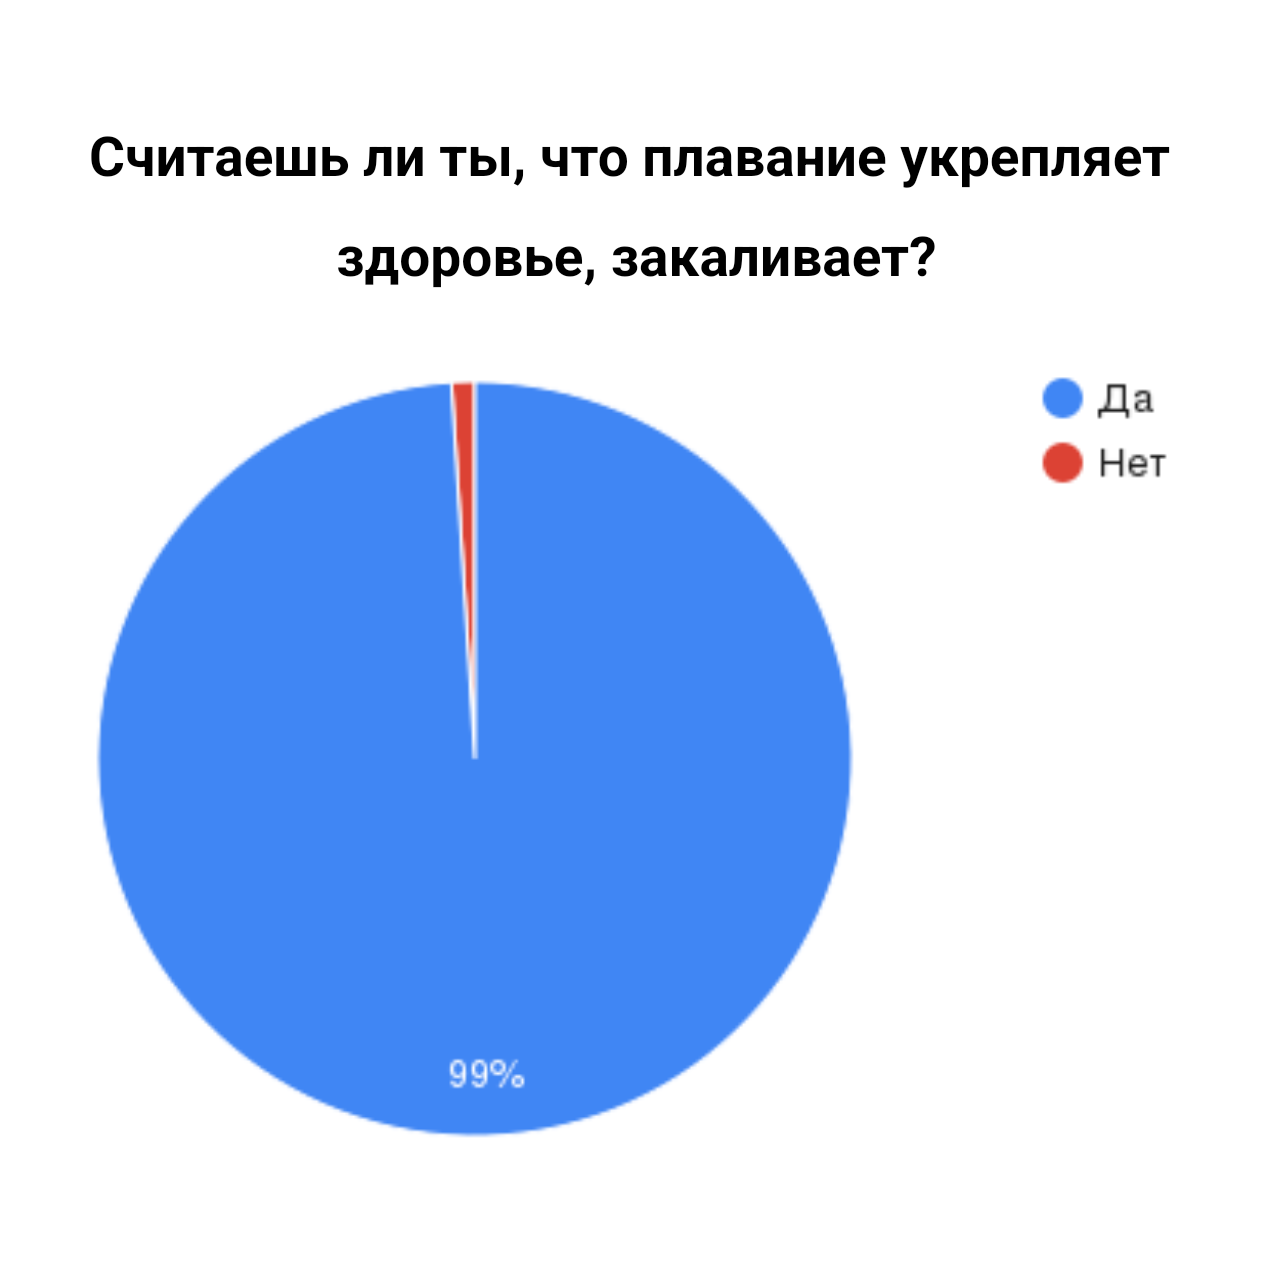 Считаешь ли ты, что плавание укрепляет
здоровье, закаливает?
Да
Нет
99%